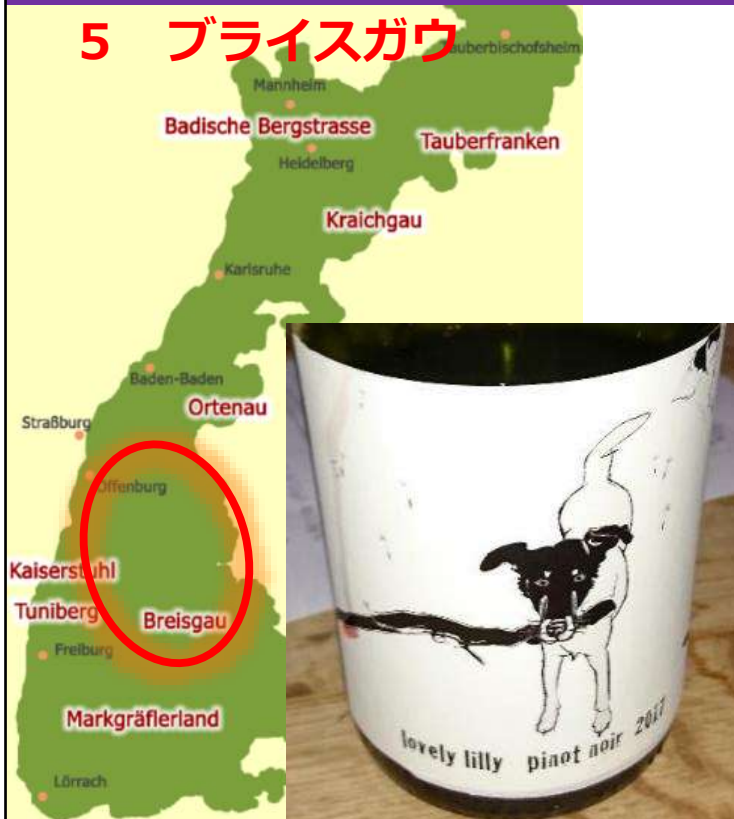 5 ブライスガウ
Tauberbischofsheim
Mannheim
Badische Bergstrasse
Tauberfranken
Heidelberg
Kraichgau
Karlsruhe
Baden-Baden
Ortenau
Straßburg
Offenburg
Kaiserstuhl
Tuniberg
Breisgau
Freiburg
Markgräflerland
Lörrach
lovely lilly pinot noir 2017